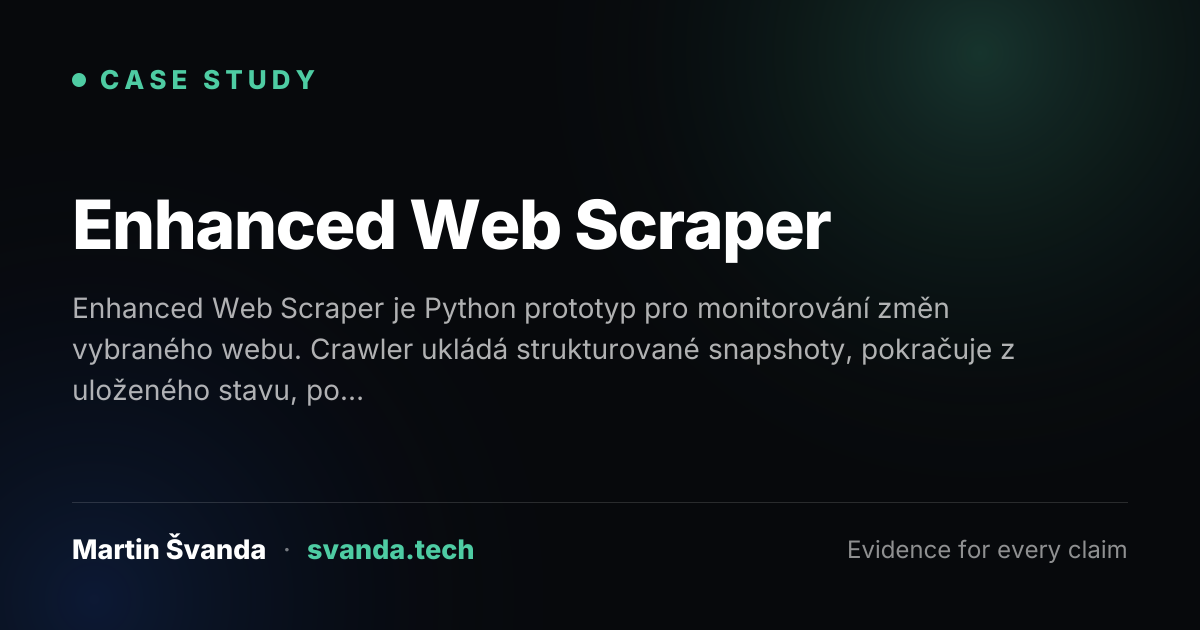 CASE STUDY
Enhanced Web Scraper
Enhanced Web Scraper je Python prototyp pro monitorování změn
vybraného webu. Crawler ukládá strukturované snapshoty, pokračuje z
uloženého stavu, po...
Martin Švanda · svanda.tech
Evidence for every claim